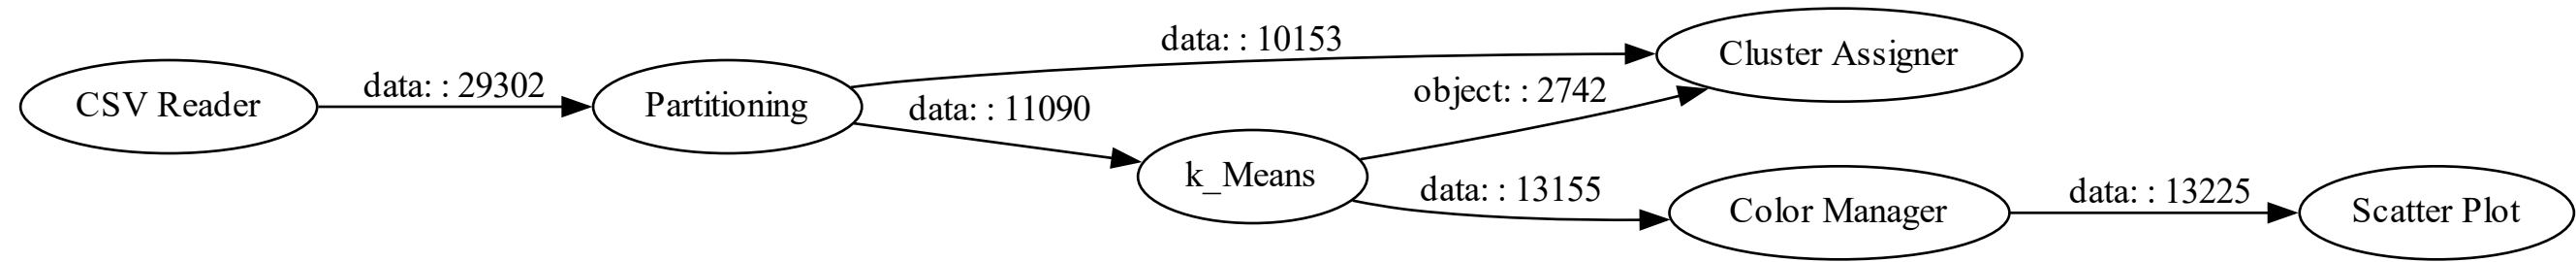 CSV Reader
data: : 29302
Partitioning
data: : 10153
data: : 11090
k_Means
object: : 2742
data: : 13155
Cluster Assigner
Color Manager
data: : 13225
Scatter Plot